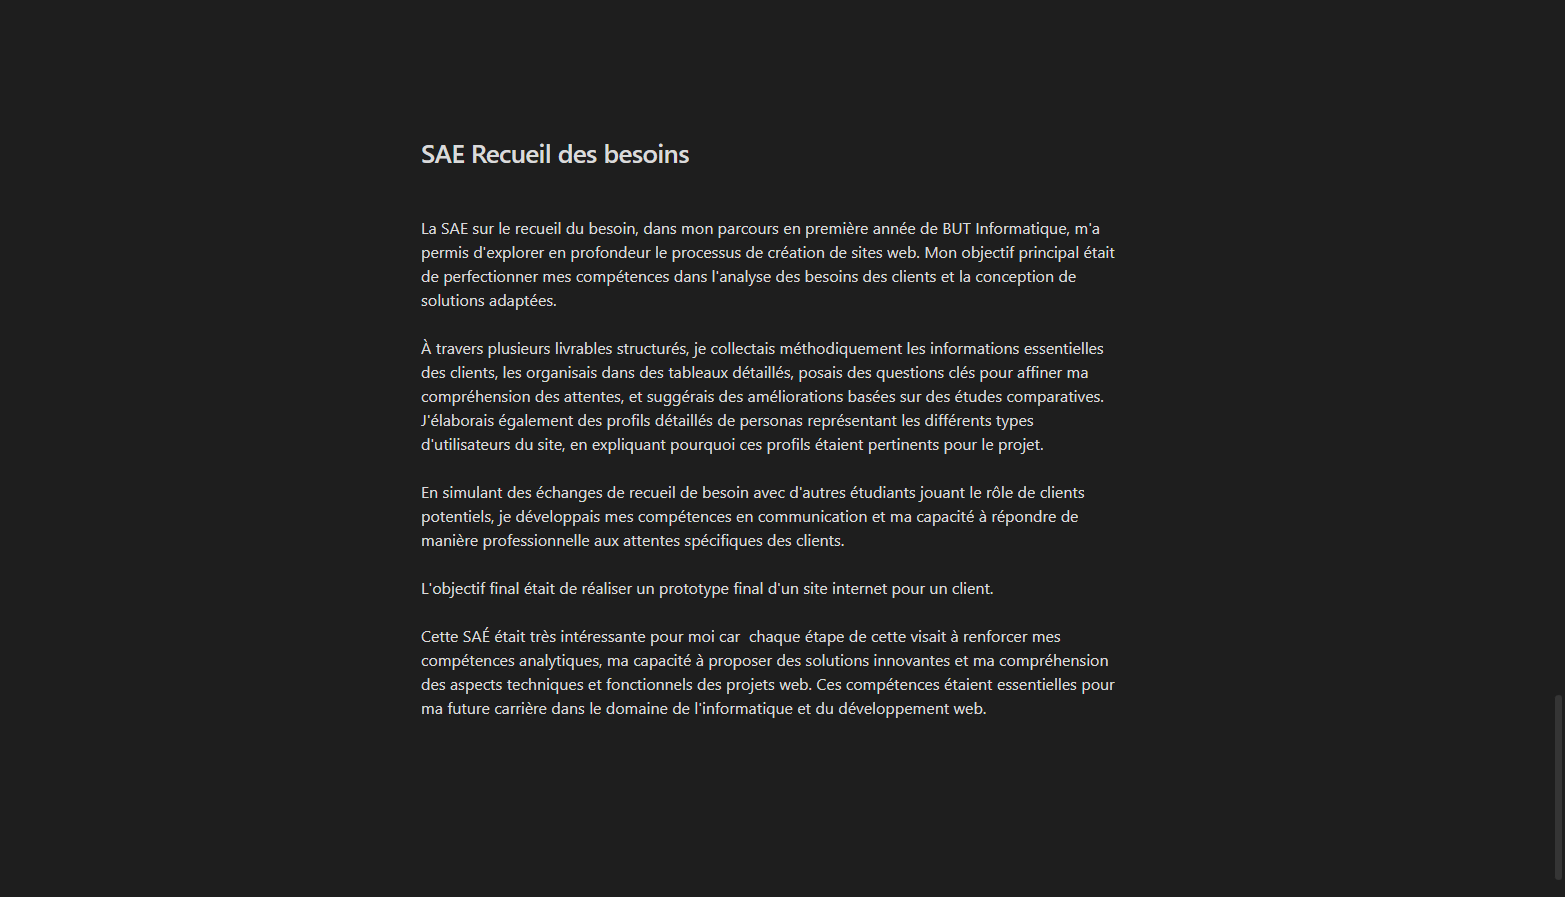 SAE Recueil des besoins
La SAE sur le recueil du besoin, dans mon parcours en première année de BUT Informatique, m'a
permis d'explorer en profondeur le processus de création de sites web. Mon objectif principal était
de perfectionner mes compétences dans l'analyse des besoins des clients et la conception de
solutions adaptées.
À travers plusieurs livrables structurés, je collectais méthodiquement les informations essentielles
des clients, les organisais dans des tableaux détaillés, posais des questions clés pour affiner ma
compréhension des attentes, et suggérais des améliorations basées sur des études comparatives.
J'élaborais également des profils détaillés de personas représentant les différents types
d'utilisateurs du site, en expliquant pourquoi ces profils étaient pertinents pour le projet.
En simulant des échanges de recueil de besoin avec d'autres étudiants jouant le rôle de clients
potentiels, je développais mes compétences en communication et ma capacité à répondre de
manière professionnelle aux attentes spécifiques des clients.
L'objectif final était de réaliser un prototype final d'un site internet pour un client.
Cette SAÉ était très intéressante pour moi car  chaque étape de cette visait à renforcer mes
compétences analytiques, ma capacité à proposer des solutions innovantes et ma compréhension
des aspects techniques et fonctionnels des projets web. Ces compétences étaient essentielles pour
ma future carrière dans le domaine de l'informatique et du développement web.